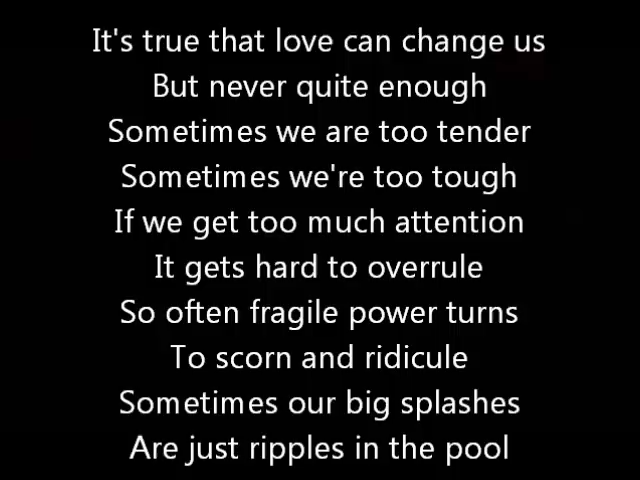 It's true that love can change us
But never quite enough
Sometimes we are too tender
Sometimes we're too tough
If we get too much attention
It gets hard to overrule
So often fragile power turns
To scorn and ridicule
Sometimes our big splashes
Are just ripples in the pool